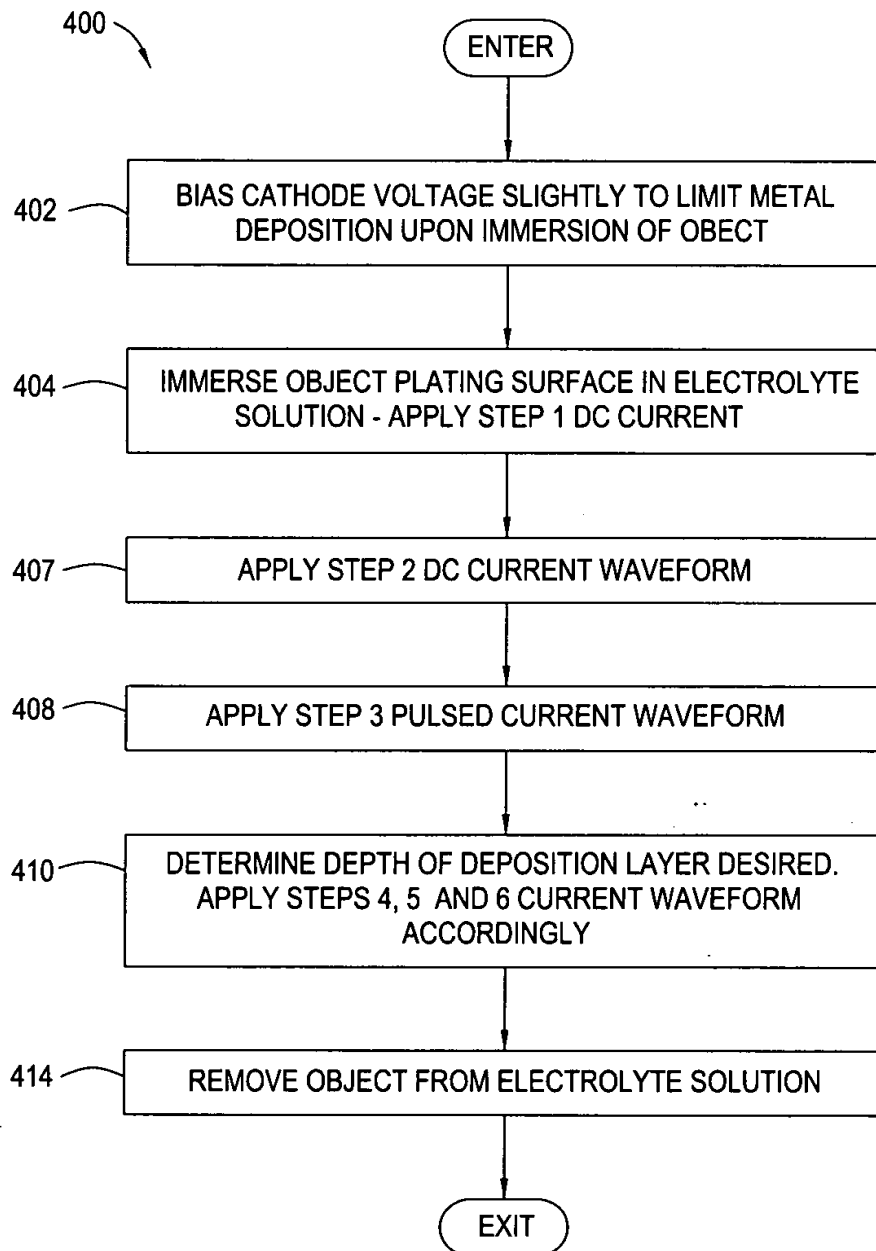 400
ENTER
402
BIAS CATHODE VOLTAGE SLIGHTLY TO LIMIT METAL
DEPOSITION UPON IMMERSION OF OBECT
404
IMMERSE OBJECT PLATING SURFACE IN ELECTROLYTE
SOLUTION - APPLY STEP 1 DC CURRENT
407
APPLY STEP 2 DC CURRENT WAVEFORM
408
APPLY STEP 3 PULSED CURRENT WAVEFORM
410
DETERMINE DEPTH OF DEPOSITION LAYER DESIRED.
APPLY STEPS 4, 5 AND 6 CURRENT WAVEFORM
ACCORDINGLY
414
REMOVE OBJECT FROM ELECTROLYTE SOLUTION
EXIT